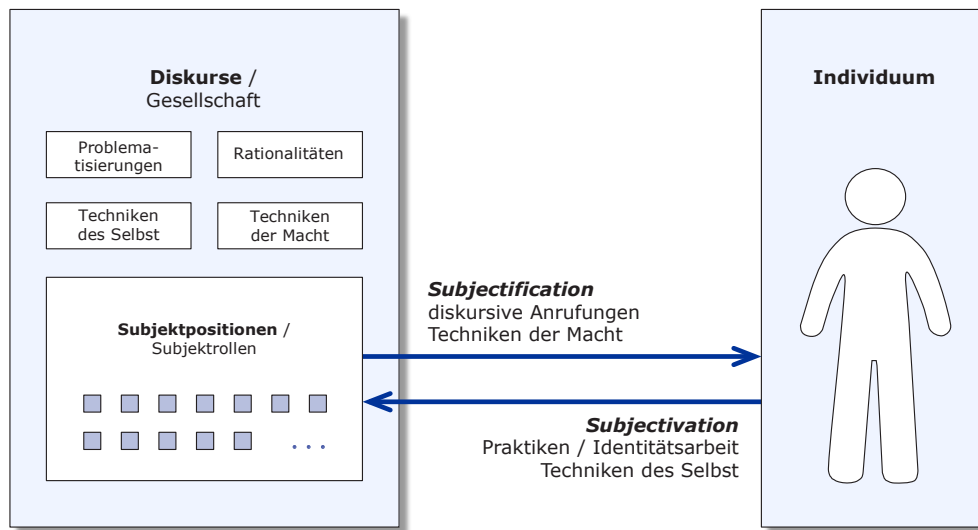 Diskurse /
Gesellschaft
Problema-
tisierungen
Rationalitäten
Techniken
des Selbst
Techniken
der Macht
Subjektpositionen /
Subjektrollen
. . .
Subjectification
diskursive Anrufungen
Techniken der Macht
Subjectivation
Praktiken / Identitätsarbeit
Techniken des Selbst
Individuum